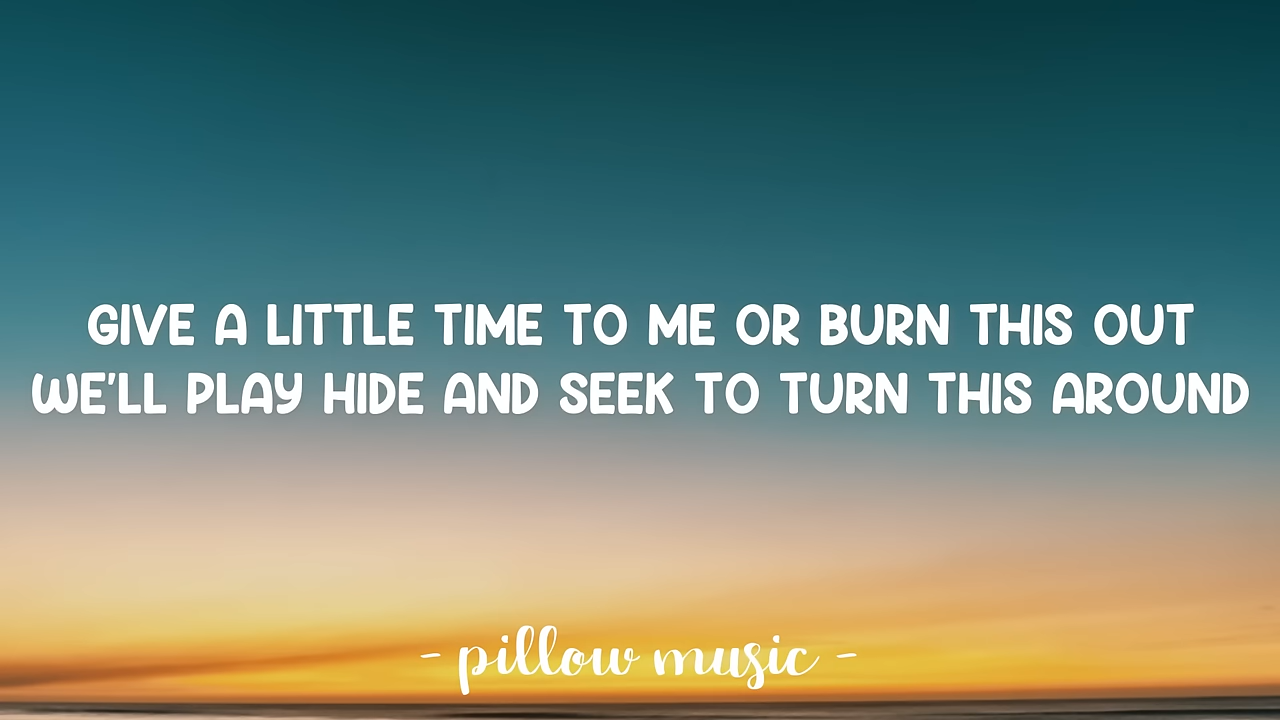 GIVE A LITTLE TIME TO ME OR BURN THIS OUT
WE'LL PLAY HIDE AND SEEK TO TURN THIS AROUND
- pillow music -